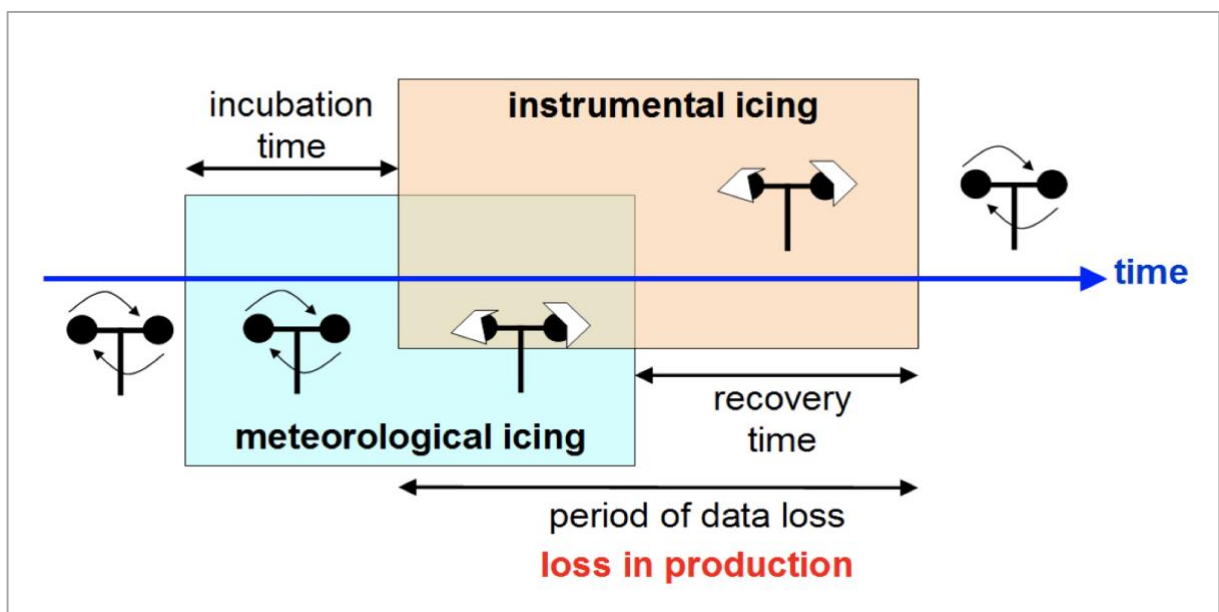 incubation
time
instrumental icing
time
meteorological icing
recovery
time
period of data loss
loss in production